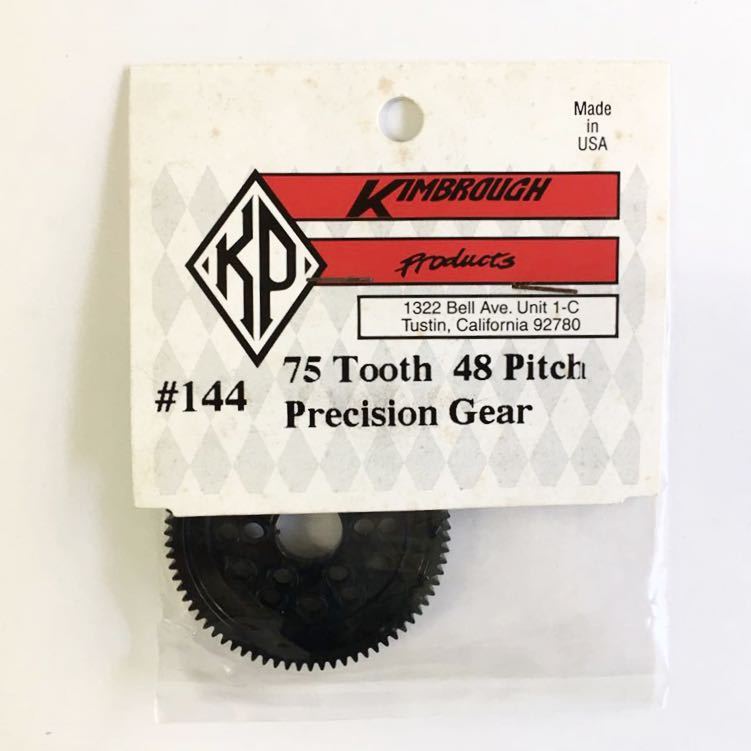 Made
in
USA
KIMBROUGH
Products
KP
1322 Bell Ave. Unit 1-C
Tustin, California 92780
#144
75 Tooth 48 Pitch
Precision Gear